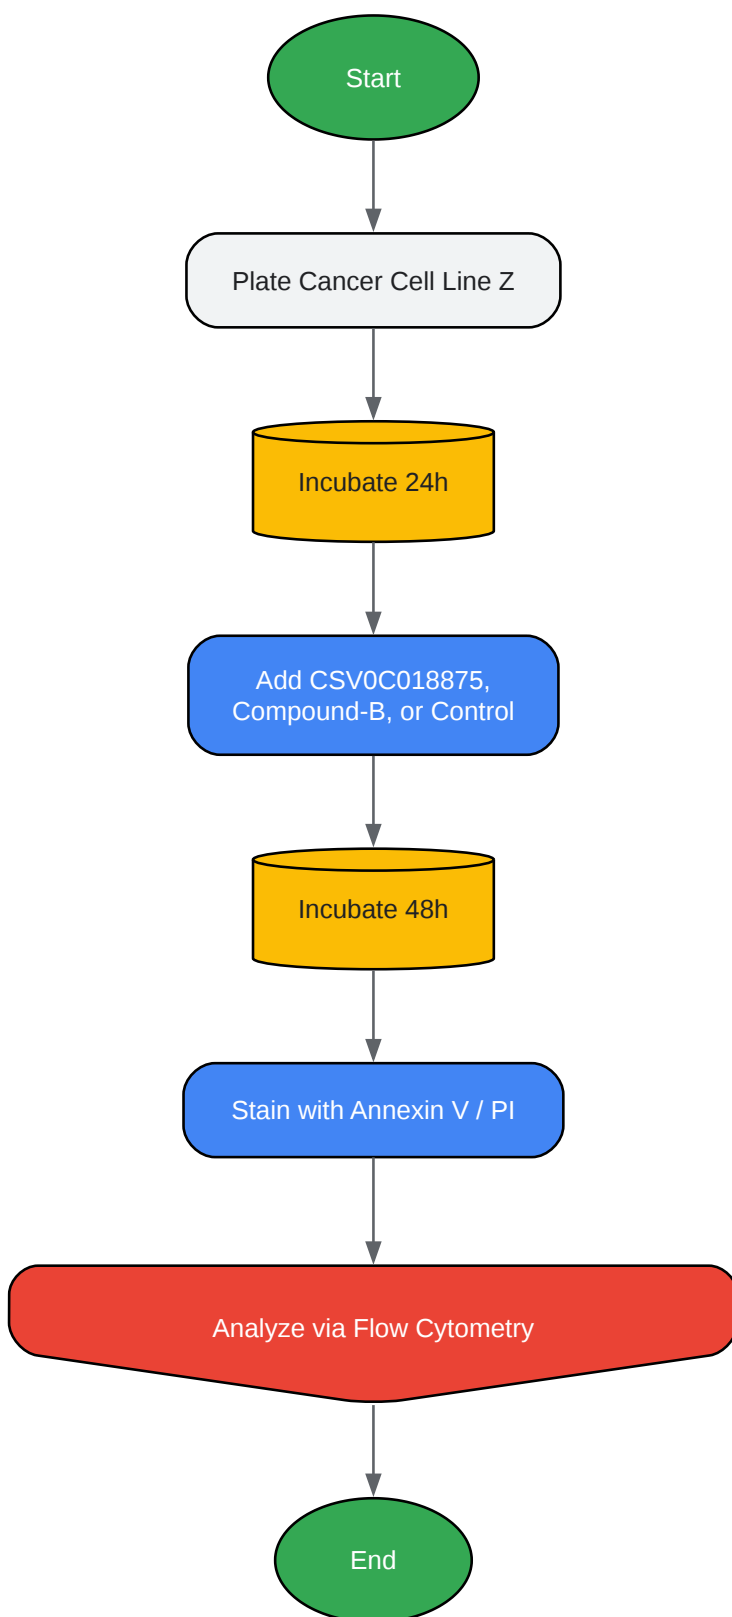 Start
Plate Cancer Cell Line Z
Incubate 24h
Add CSV0C018875,
Compound-B, or Control
Incubate 48h
Stain with Annexin V / PI
Analyze via Flow Cytometry
End